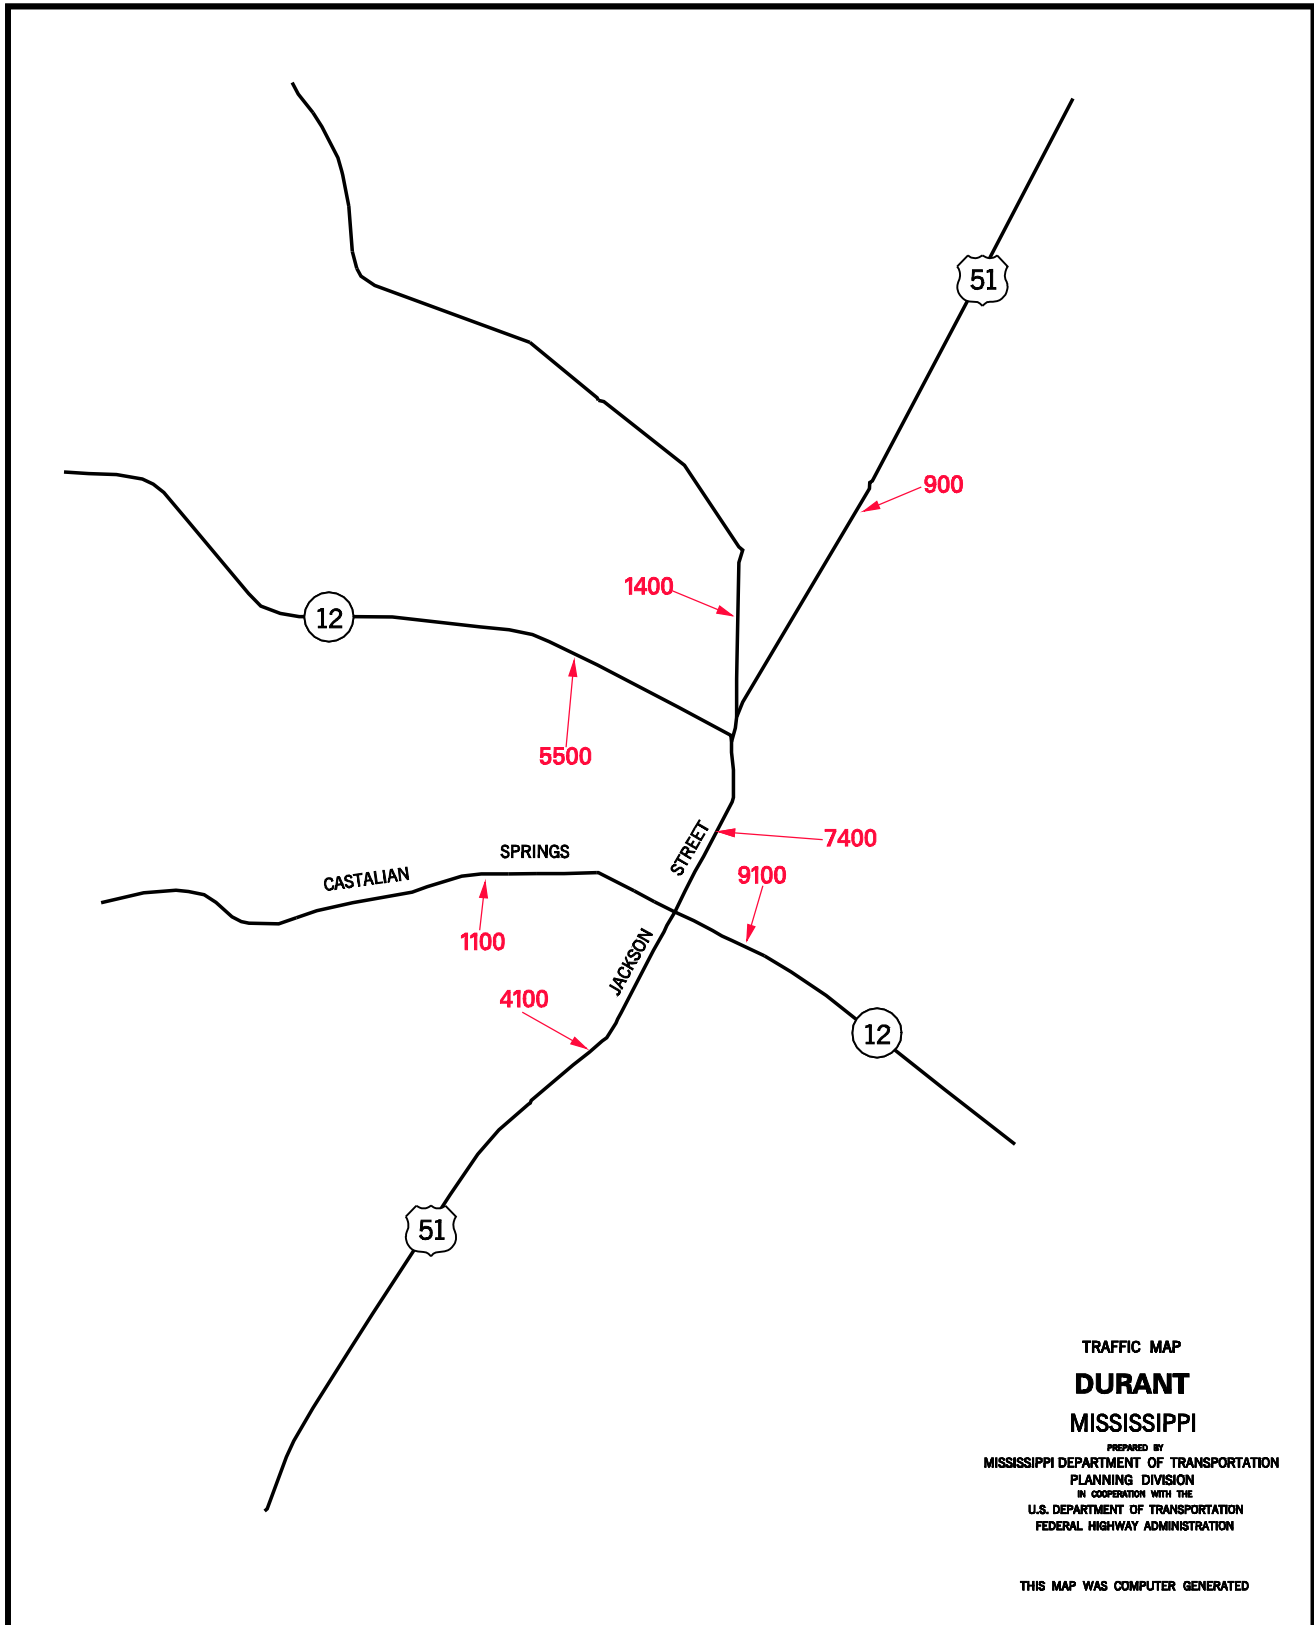 51
900
1400
12
5500
7400
STREET
SPRINGS
CASTALIAN
9100
1100
JACKSON
4100
12
51
TRAFFIC MAP
DURANT
MISSISSIPPI
PREPARED BY
MISSISSIPPI DEPARTMENT OF TRANSPORTATION
PLANNING DIVISION
IN COOPERATION WITH THE
U.S. DEPARTMENT OF TRANSPORTATION
FEDERAL HIGHWAY ADMINISTRATION
THIS MAP WAS COMPUTER GENERATED